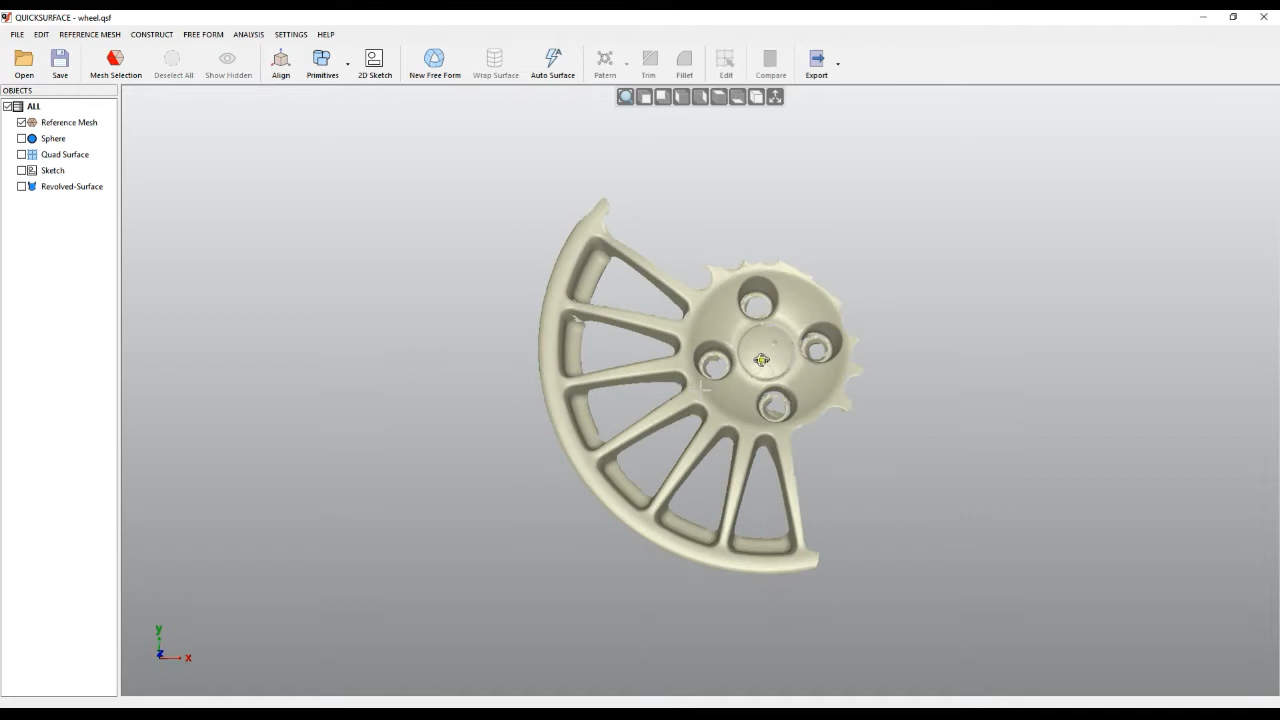 QUICKSURFACE - wheel.qsf
FILE EDIT REFERENCE MESH CONSTRUCT FREE FORM ANALYSIS SETTINGS HELP
Open Save Mesh Selection Deselect All Show Hidden Align Primitives 2D Sketch New Free Form Wrap Surface Auto Surface Patern Trim Fillet Edit Compare Export
OBJECTS
ALL
Reference Mesh
Sphere
Quad Surface
Sketch
Revolved-Surface
y
z x